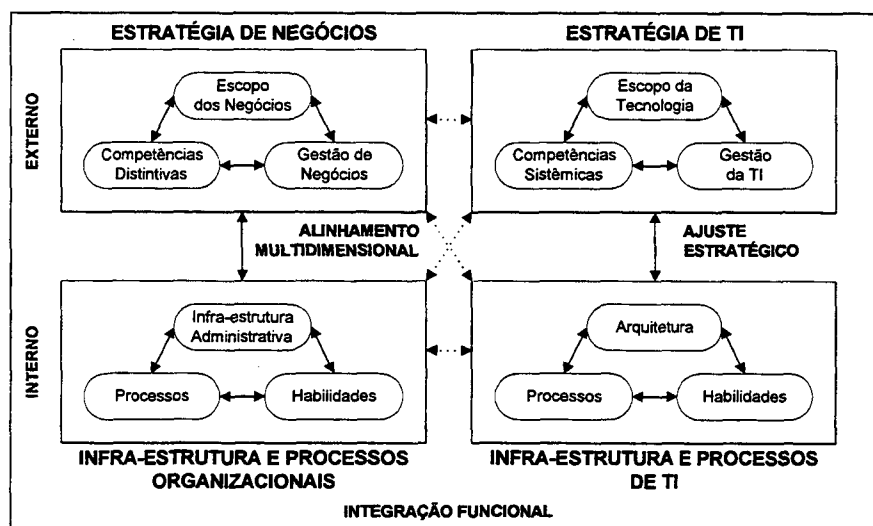 ESTRATÉGIA DE NEGÓCIOS
ESTRATÉGIA DE TI
EXTERNO
Escopo
dos Negócios
Competências
Distintivas
Gestão de
Negócios
Escopo da
Tecnologia
Competências
Sistêmicas
Gestão
da TI
ALINHAMENTO
MULTIDIMENSIONAL
AJUSTE
ESTRATÉGICO
INTERNO
Infra-estrutura
Administrativa
Processos
Habilidades
Arquitetura
Processos
Habilidades
INFRA-ESTRUTURA E PROCESSOS
ORGANIZACIONAIS
INFRA-ESTRUTURA E PROCESSOS
DE TI
INTEGRAÇÃO FUNCIONAL